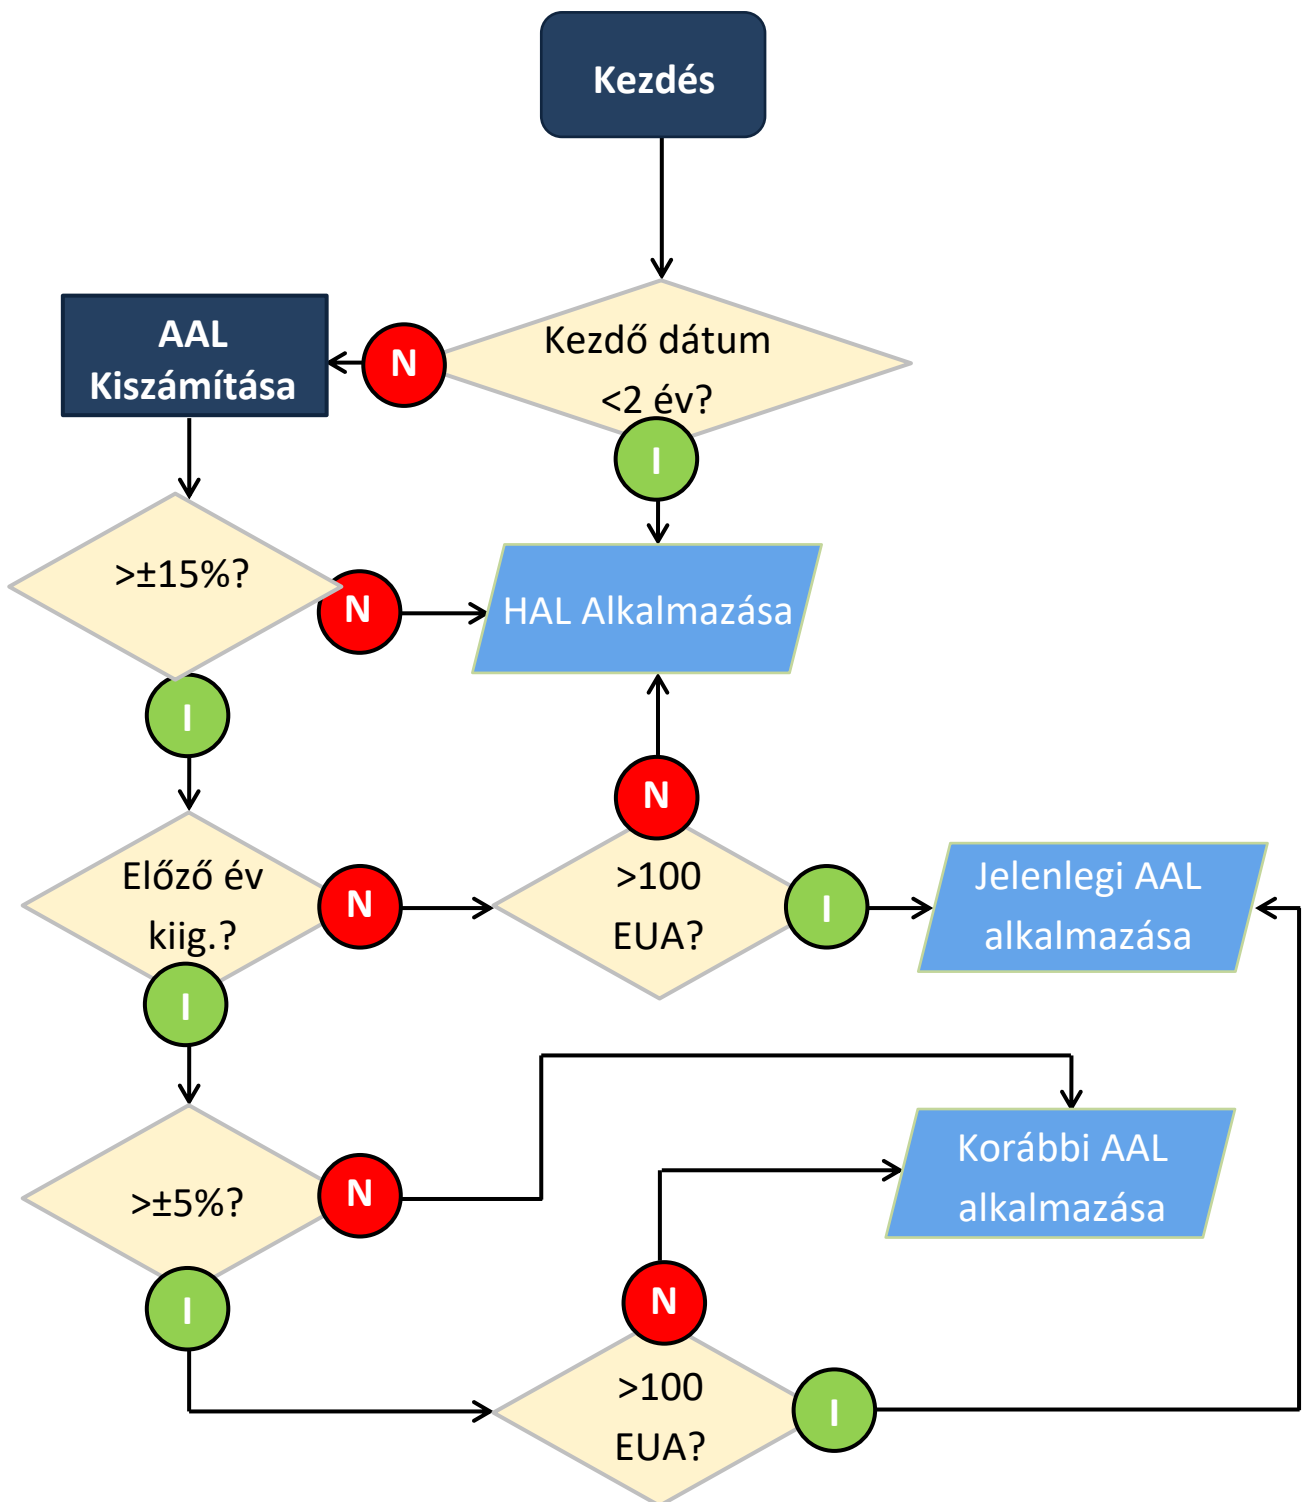 Kezdés
AAL
Kiszámítása
N
Kezdő dátum
<2 év?
I
>±15%?
N
HAL Alkalmazása
I
N
Előző év
kiig.?
N
>100
EUA?
I
Jelenlegi AAL
alkalmazása
I
>±5%?
N
Korábbi AAL
alkalmazása
I
N
>100
EUA?
I